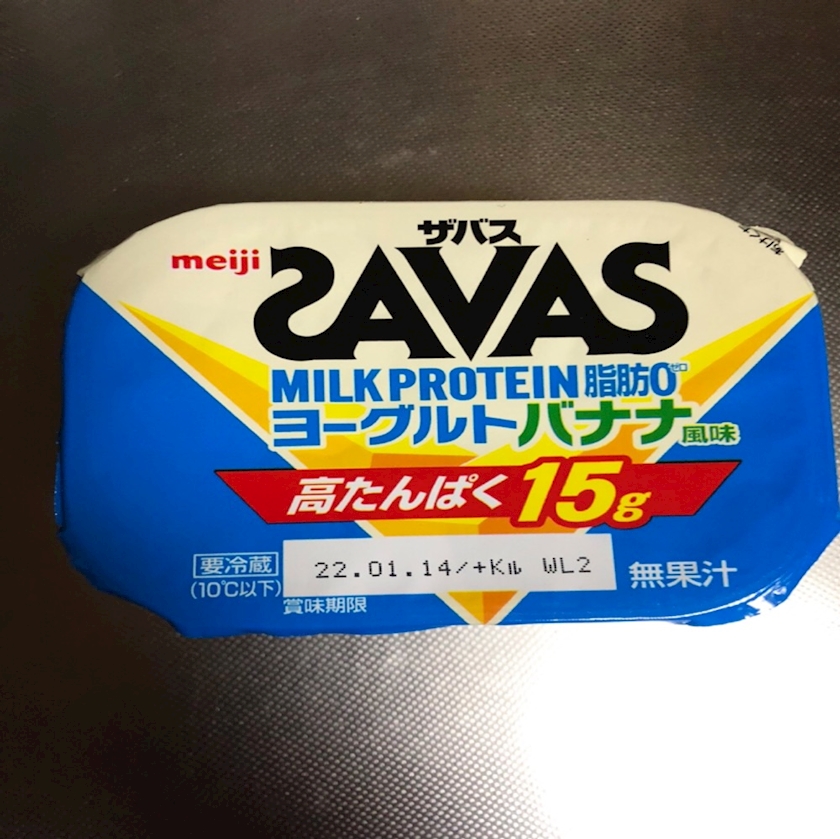 ザバス
meiji
SAVAS
MILK PROTEIN 脂肪0
ゼロ
ヨーグルトバナナ風味
高たんぱく15g
要冷蔵
(10℃以下)
22.01.14/+Kル WL2
無果汁
賞味期限